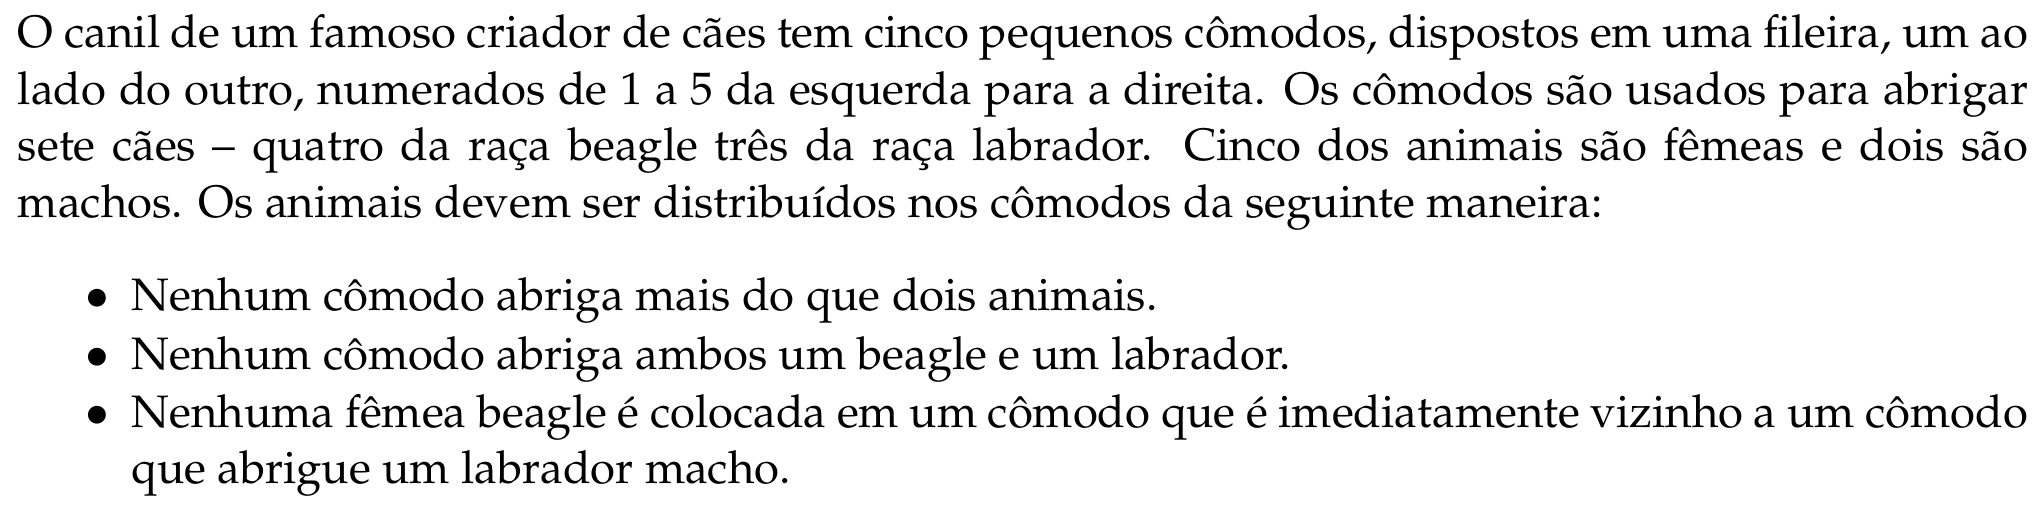 O canil de um famoso criador de cães tem cinco pequenos cômodos, dispostos em uma fileira, um ao
lado do outro, numerados de 1 a 5 da esquerda para a direita. Os cômodos são usados para abrigar
sete cães – quatro da raça beagle três da raça labrador. Cinco dos animais são fêmeas e dois são
machos. Os animais devem ser distribuídos nos cômodos da seguinte maneira:
• Nenhum cômodo abriga mais do que dois animais.
• Nenhum cômodo abriga ambos um beagle e um labrador.
• Nenhuma fêmea beagle é colocada em um cômodo que é imediatamente vizinho a um cômodo
que abrigue um labrador macho.